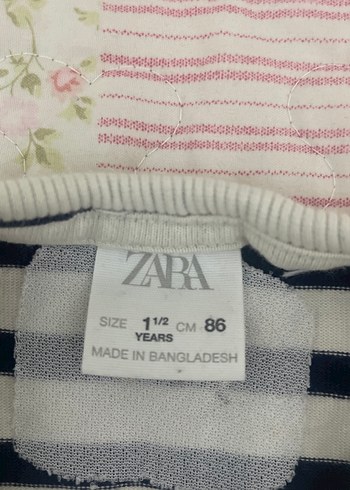 ZARA
SIZE 1 1/2 CM 86
YEARS
MADE IN BANGLADESH